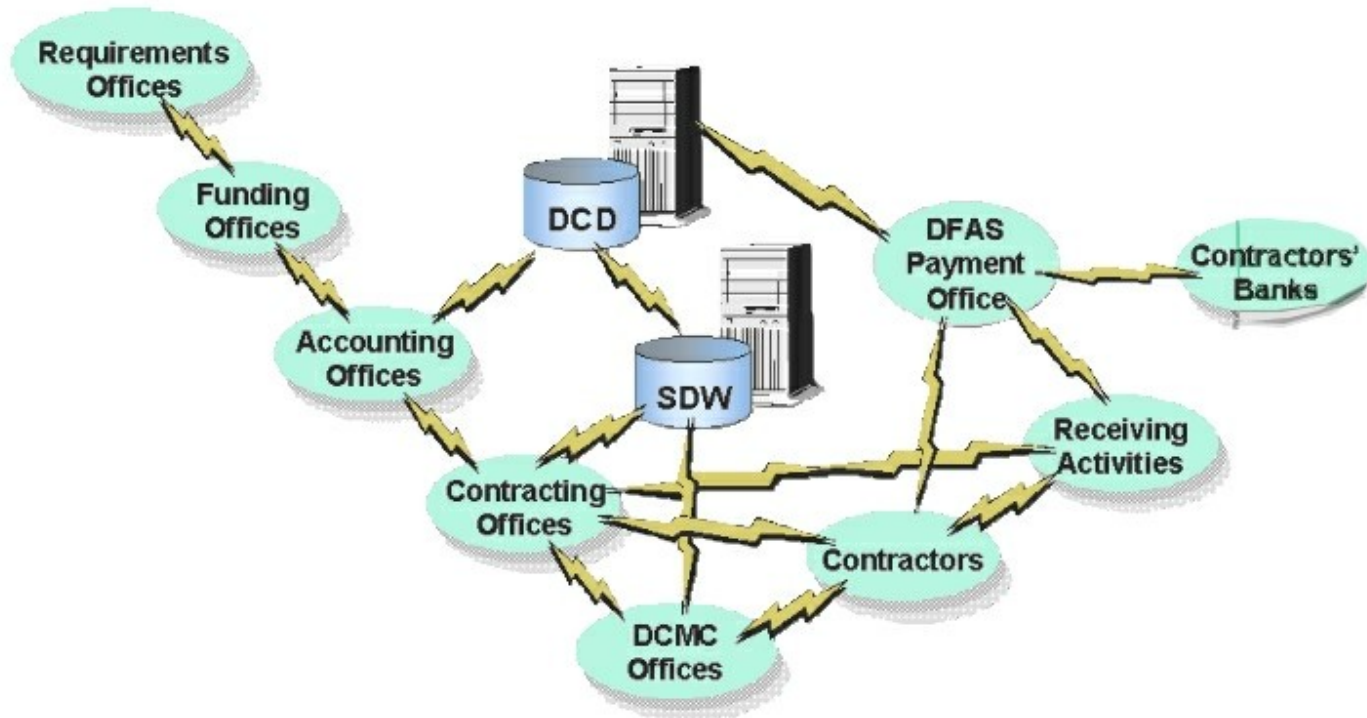 Requirements
Offices
Funding
Offices
DCD
DFAS
Payment
Office
Contractors'
Banks
Accounting
Offices
SDW
Receiving
Activities
Contracting
Offices
Contractors
DCMC
Offices